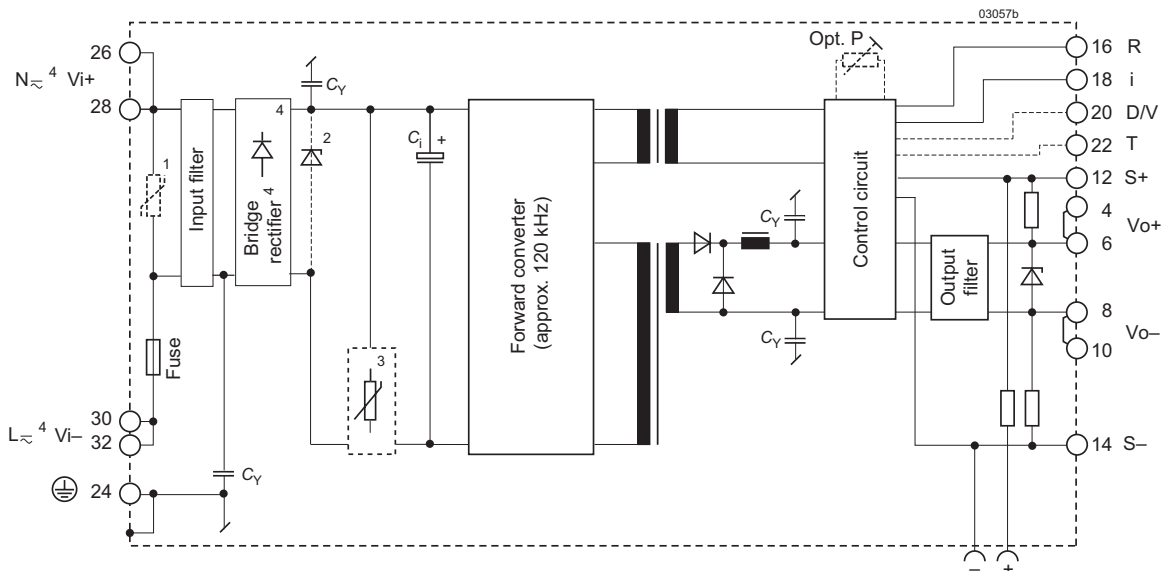 03057b
26
N≂ 4 Vi+
28
1
Input filter
4
Bridge
rectifier 4
CY
2
Ci
+
3
Fuse
30
L≂ 4 Vi–
32
CY
24
Forward converter
(approx. 120 kHz)
CY
CY
Opt. P
Control circuit
Output
filter
16 R
18 i
20 D/V
22 T
12 S+
4
Vo+
6
8
Vo–
10
14 S–
– +